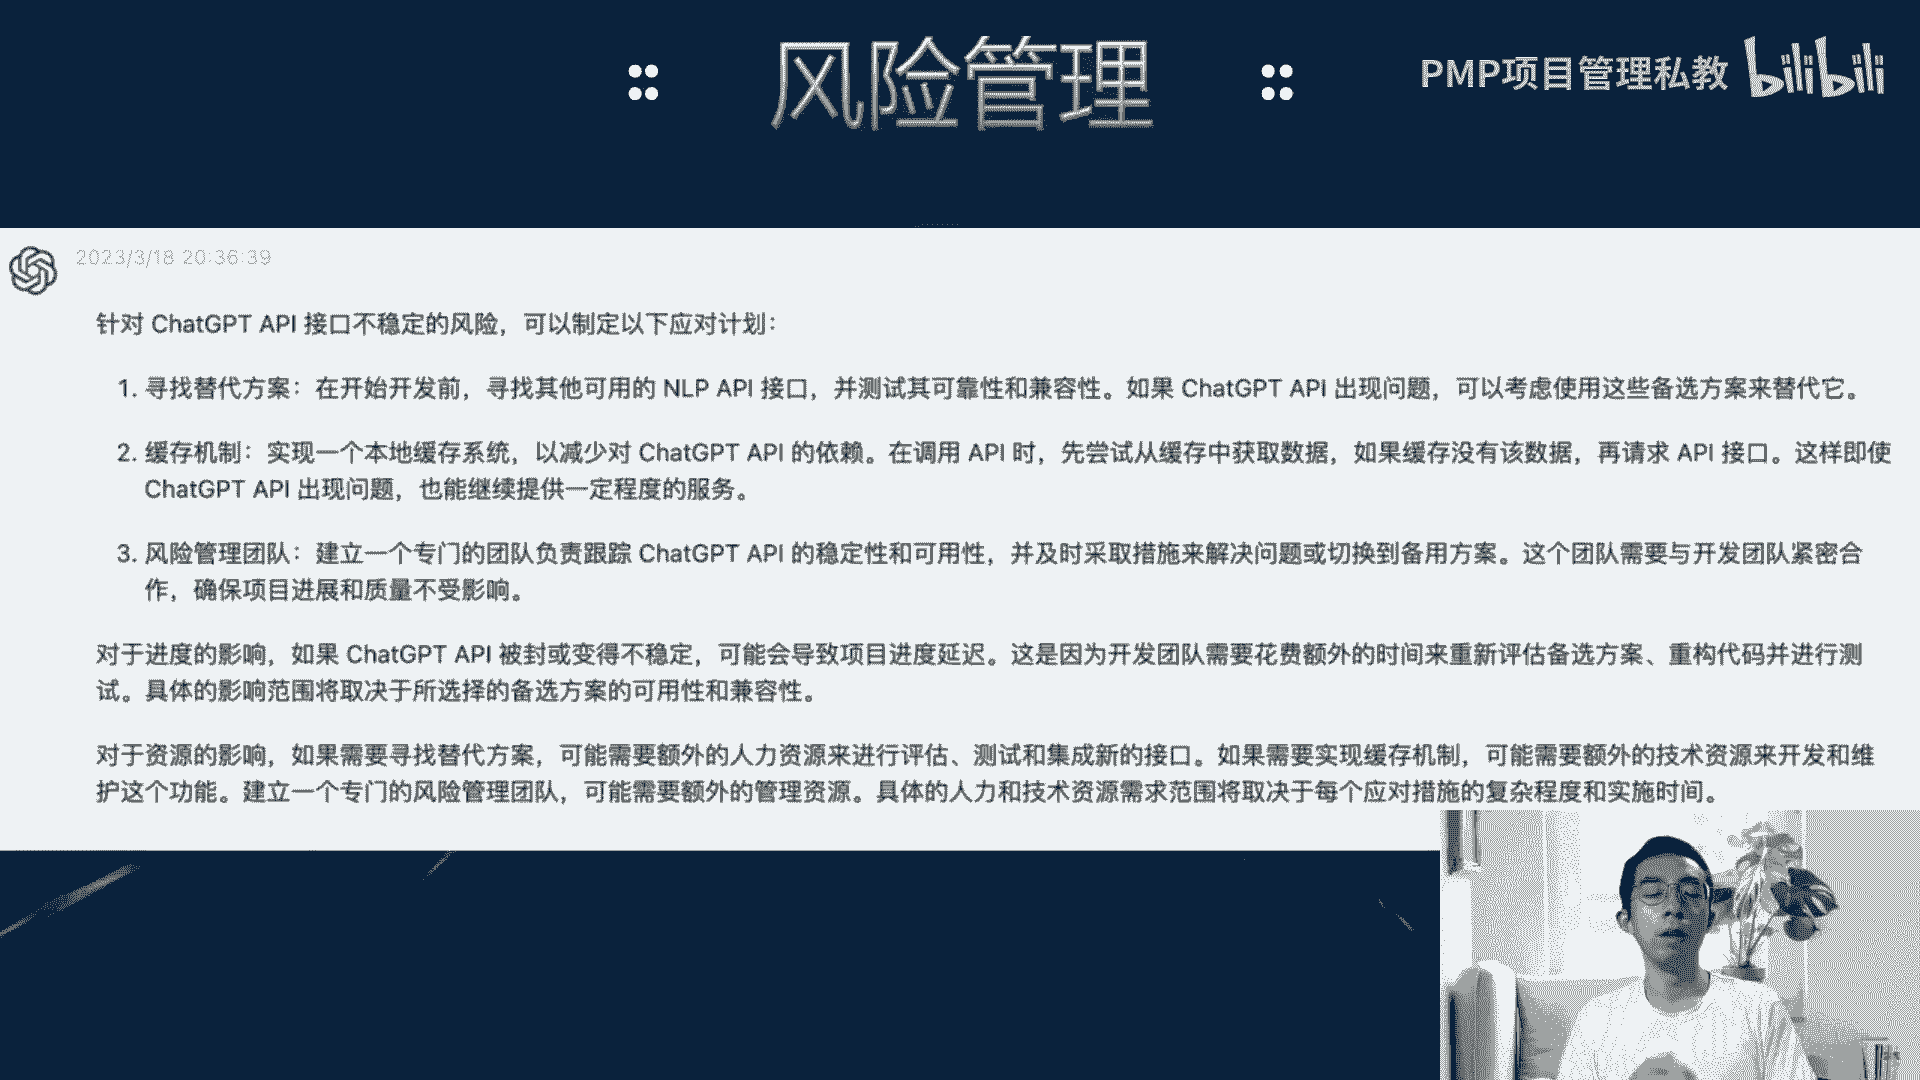 风险管理
PMP项目管理私教 bilibili
2023/3/18 20:36:39
针对 ChatGPT API 接口不稳定的风险，可以制定以下应对计划：
1. 寻找替代方案：在开始开发前，寻找其他可用的 NLP API 接口，并测试其可靠性和兼容性。如果 ChatGPT API 出现问题，可以考虑使用这些备选方案来替代它。
2. 缓存机制：实现一个本地缓存系统，以减少对 ChatGPT API 的依赖。在调用 API 时，先尝试从缓存中获取数据，如果缓存没有该数据，再请求 API 接口。这样即使
ChatGPT API 出现问题，也能继续提供一定程度的服务。
3. 风险管理团队：建立一个专门的团队负责跟踪 ChatGPT API 的稳定性和可用性，并及时采取措施来解决问题或切换到备用方案。这个团队需要与开发团队紧密合
作，确保项目进展和质量不受影响。
对于进度的影响，如果 ChatGPT API 被封或变得不稳定，可能会导致项目进度延迟。这是因为开发团队需要花费额外的时间来重新评估备选方案、重构代码并进行测
试。具体的影响范围将取决于所选择的备选方案的可用性和兼容性。
对于资源的影响，如果需要寻找替代方案，可能需要额外的人力资源来进行评估、测试和集成新的接口。如果需要实现缓存机制，可能需要额外的技术资源来开发和维
护这个功能。建立一个专门的风险管理团队，可能需要额外的管理资源。具体的人力和技术资源需求范围将取决于每个应对措施的复杂程度和实施时间。